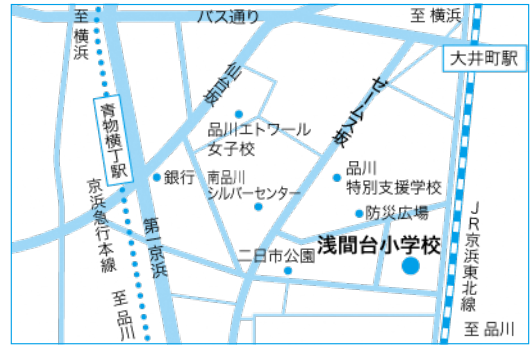 至 横浜
バス通り
至 横浜
大井町駅
仙台坂
ゼームス坂
青物横丁駅
品川エトワール
女子校
品川
特別支援学校
銀行
南品川
シルバーセンター
防災広場
京浜急行本線
第一京浜
浅間台小学校
二日市公園
JR京浜東北線
至 品川
至 品川